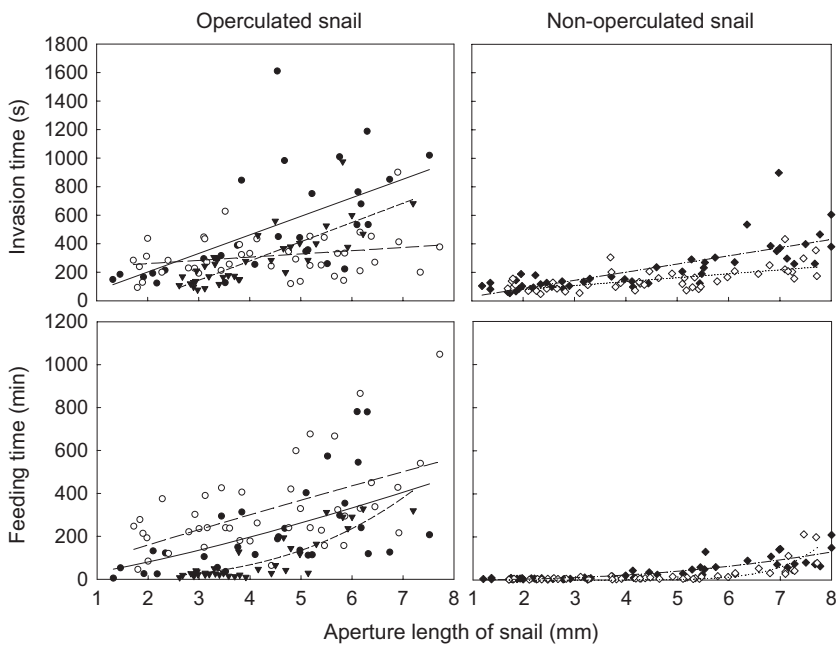 Operculated snail
Non-operculated snail
1800
1600
1400
1200
1000
800
600
400
200
0
Invasion time (s)
1200
1000
800
600
400
200
0
Feeding time (min)
1 2 3 4 5 6 7 8 1 2 3 4 5 6 7 8
Aperture length of snail (mm)